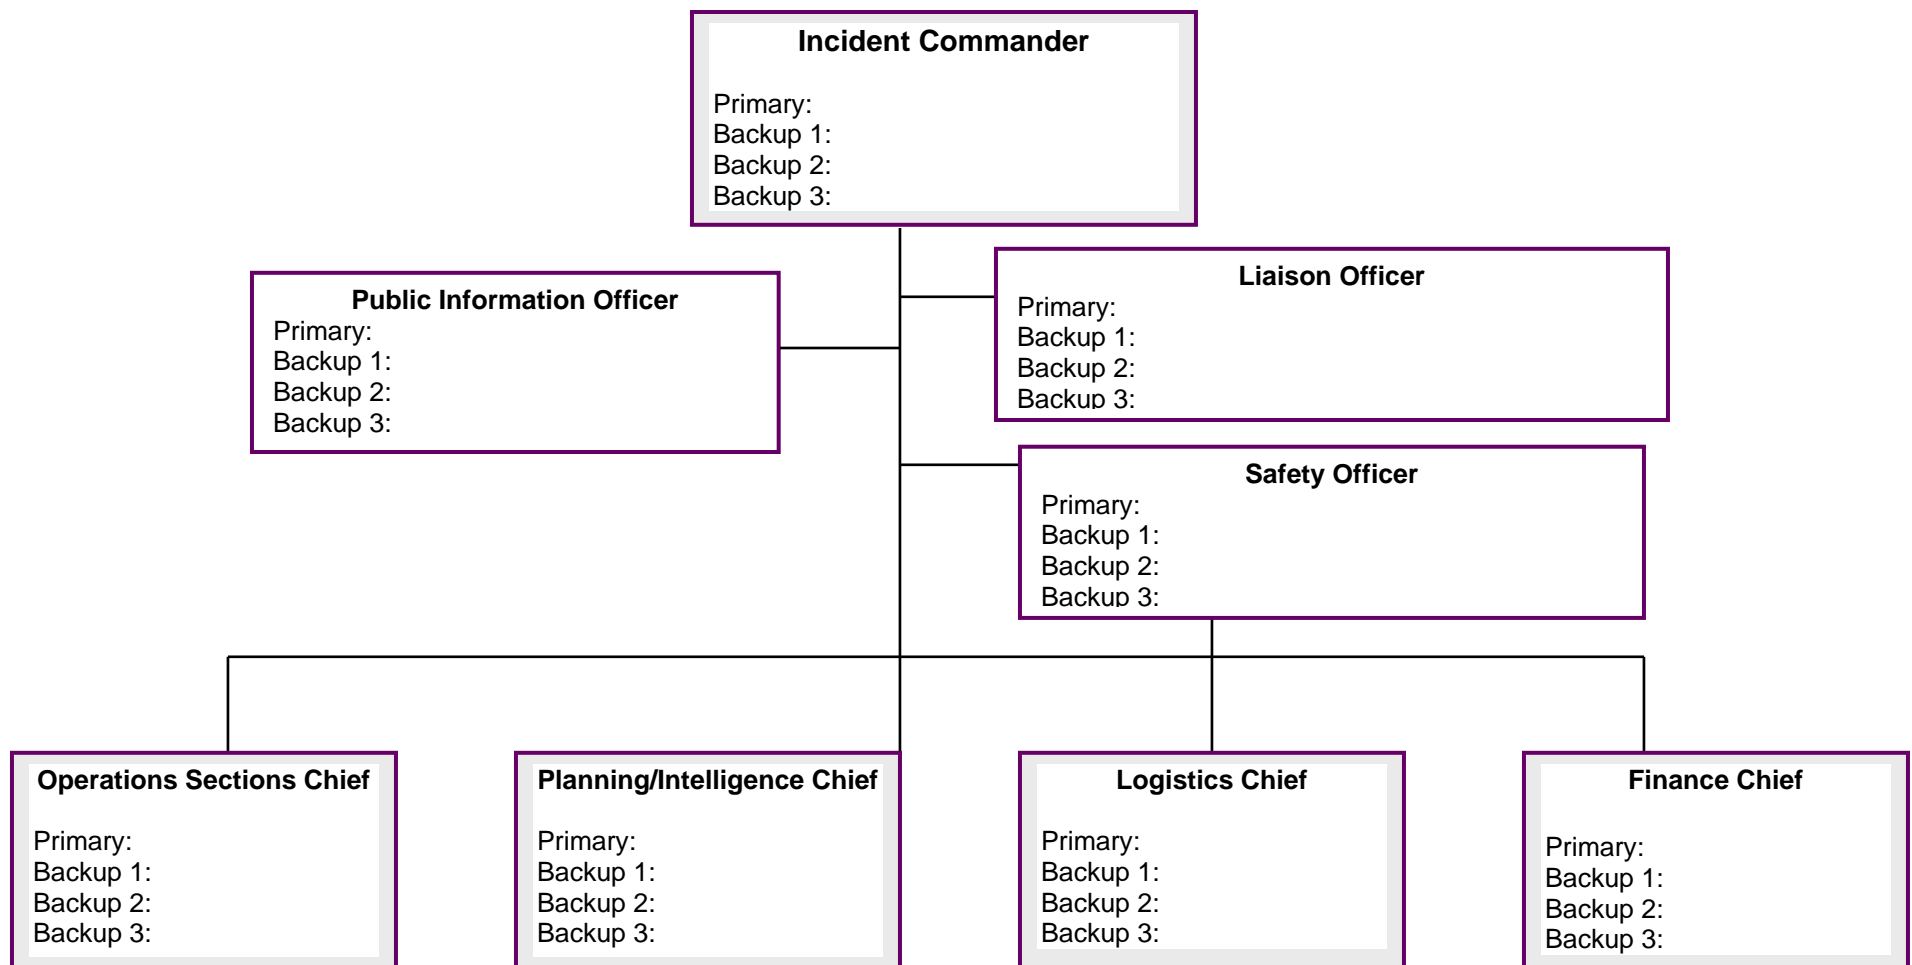 Incident Commander
Primary:
Backup 1:
Backup 2:
Backup 3:
Liaison Officer
Primary:
Backup 1:
Backup 2:
Backup 3:
Public Information Officer
Primary:
Backup 1:
Backup 2:
Backup 3:
Safety Officer
Primary:
Backup 1:
Backup 2:
Backup 3:
Operations Sections Chief
Primary:
Backup 1:
Backup 2:
Backup 3:
Planning/Intelligence Chief
Primary:
Backup 1:
Backup 2:
Backup 3:
Logistics Chief
Primary:
Backup 1:
Backup 2:
Backup 3:
Finance Chief
Primary:
Backup 1:
Backup 2:
Backup 3: